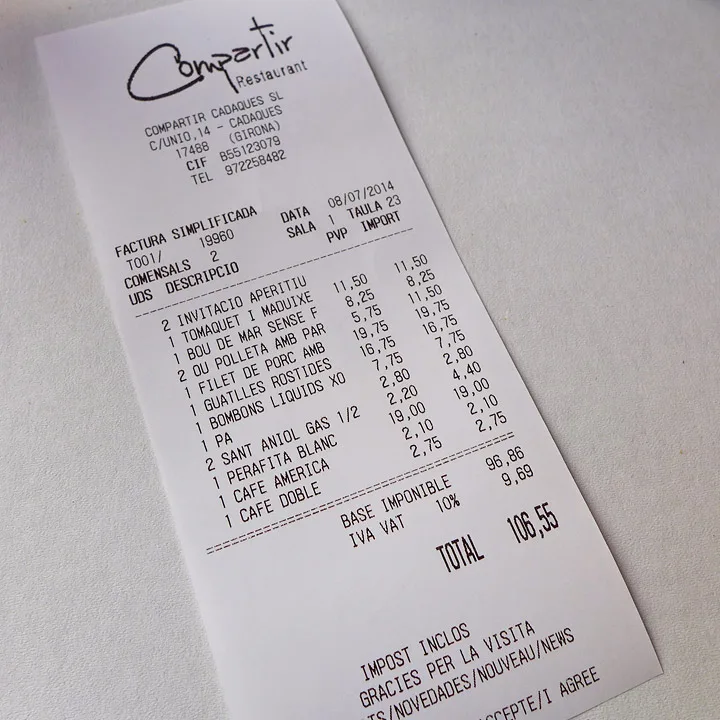 Compartir
Restaurant
COMPARTIR CADAQUES SL
C/UNIO,14 - CADAQUES
17488 (GIRONA)
CIF B55123079
TEL 972258482
FACTURA SIMPLIFICADA DATA 08/07/2014
T001/ 19960 SALA 1 TAULA 23
COMENSALS 2
UDS DESCRIPCIO PVP IMPORT
2 INVITACIO APERITIU
1 TOMAQUET I MADUIXE 11,50 11,50
1 BOU DE MAR SENSE F 8,25 8,25
2 OU POLLETA AMB PAR 5,75 11,50
1 FILET DE PORC AMB 19,75 19,75
1 GUATLLES ROSTIDES 16,75 16,75
1 BOMBONS LIQUIDS XO 7,75 7,75
1 PA 2,80 2,80
2 SANT ANIOL GAS 1/2 2,20 4,40
1 PERAFITA BLANC 19,00 19,00
1 CAFE AMERICA 2,10 2,10
1 CAFE DOBLE 2,75 2,75
BASE IMPONIBLE 96,86
IVA VAT 10% 9,69
TOTAL 106,55
IMPOST INCLOS
GRACIES PER LA VISITA
/NOVEDADES/NOUVEAU/NEWS
/I AGREE